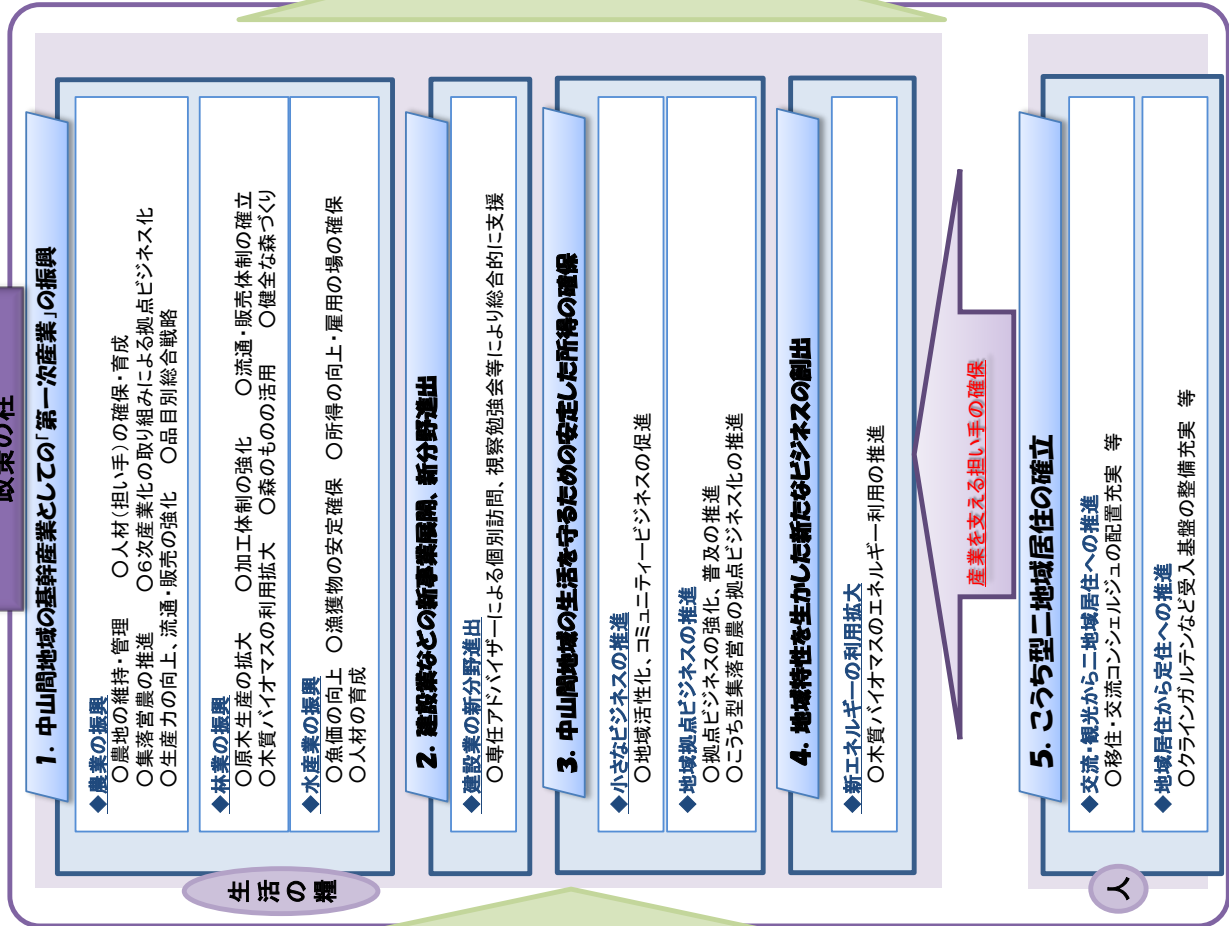 政策の柱
1. 中山間地域の基幹産業としての「第一次産業」の振興
◆農業の振興
○農地の維持・管理 ○人材(担い手)の確保・育成
○集落営農の推進 ○6次産業化の取り組みによる拠点ビジネス化
○生産力の向上、流通・販売の強化 ○品目別総合戦略
◆林業の振興
○原木生産の拡大 ○加工体制の強化 ○流通・販売体制の確立
○木質バイオマスの利用拡大 ○森のものの活用 ○健全な森づくり
◆水産業の振興
○魚価の向上 ○漁獲物の安定確保 ○所得の向上・雇用の場の確保
○人材の育成
2. 建設業などの新事業展開、新分野進出
◆建設業の新分野進出
○専任アドバイザーによる個別訪問、視察勉強会等により総合的に支援
3. 中山間地域の生活を守るための安定した所得の確保
◆小さなビジネスの推進
○地域活性化、コミュニティービジネスの促進
◆地域拠点ビジネスの推進
○拠点ビジネスの強化、普及の推進
○こうち型集落営農の拠点ビジネス化の推進
4. 地域特性を生かした新たなビジネスの創出
◆新エネルギーの利用拡大
○木質バイオマスのエネルギー利用の推進
生活の糧
産業を支える担い手の確保
5. こうち型二地域居住の確立
◆交流・観光から二地域居住への推進
○移住・交流コンシェルジュの配置充実 等
◆地域居住から定住への推進
○クラインガルテンなど受入基盤の整備充実 等
人